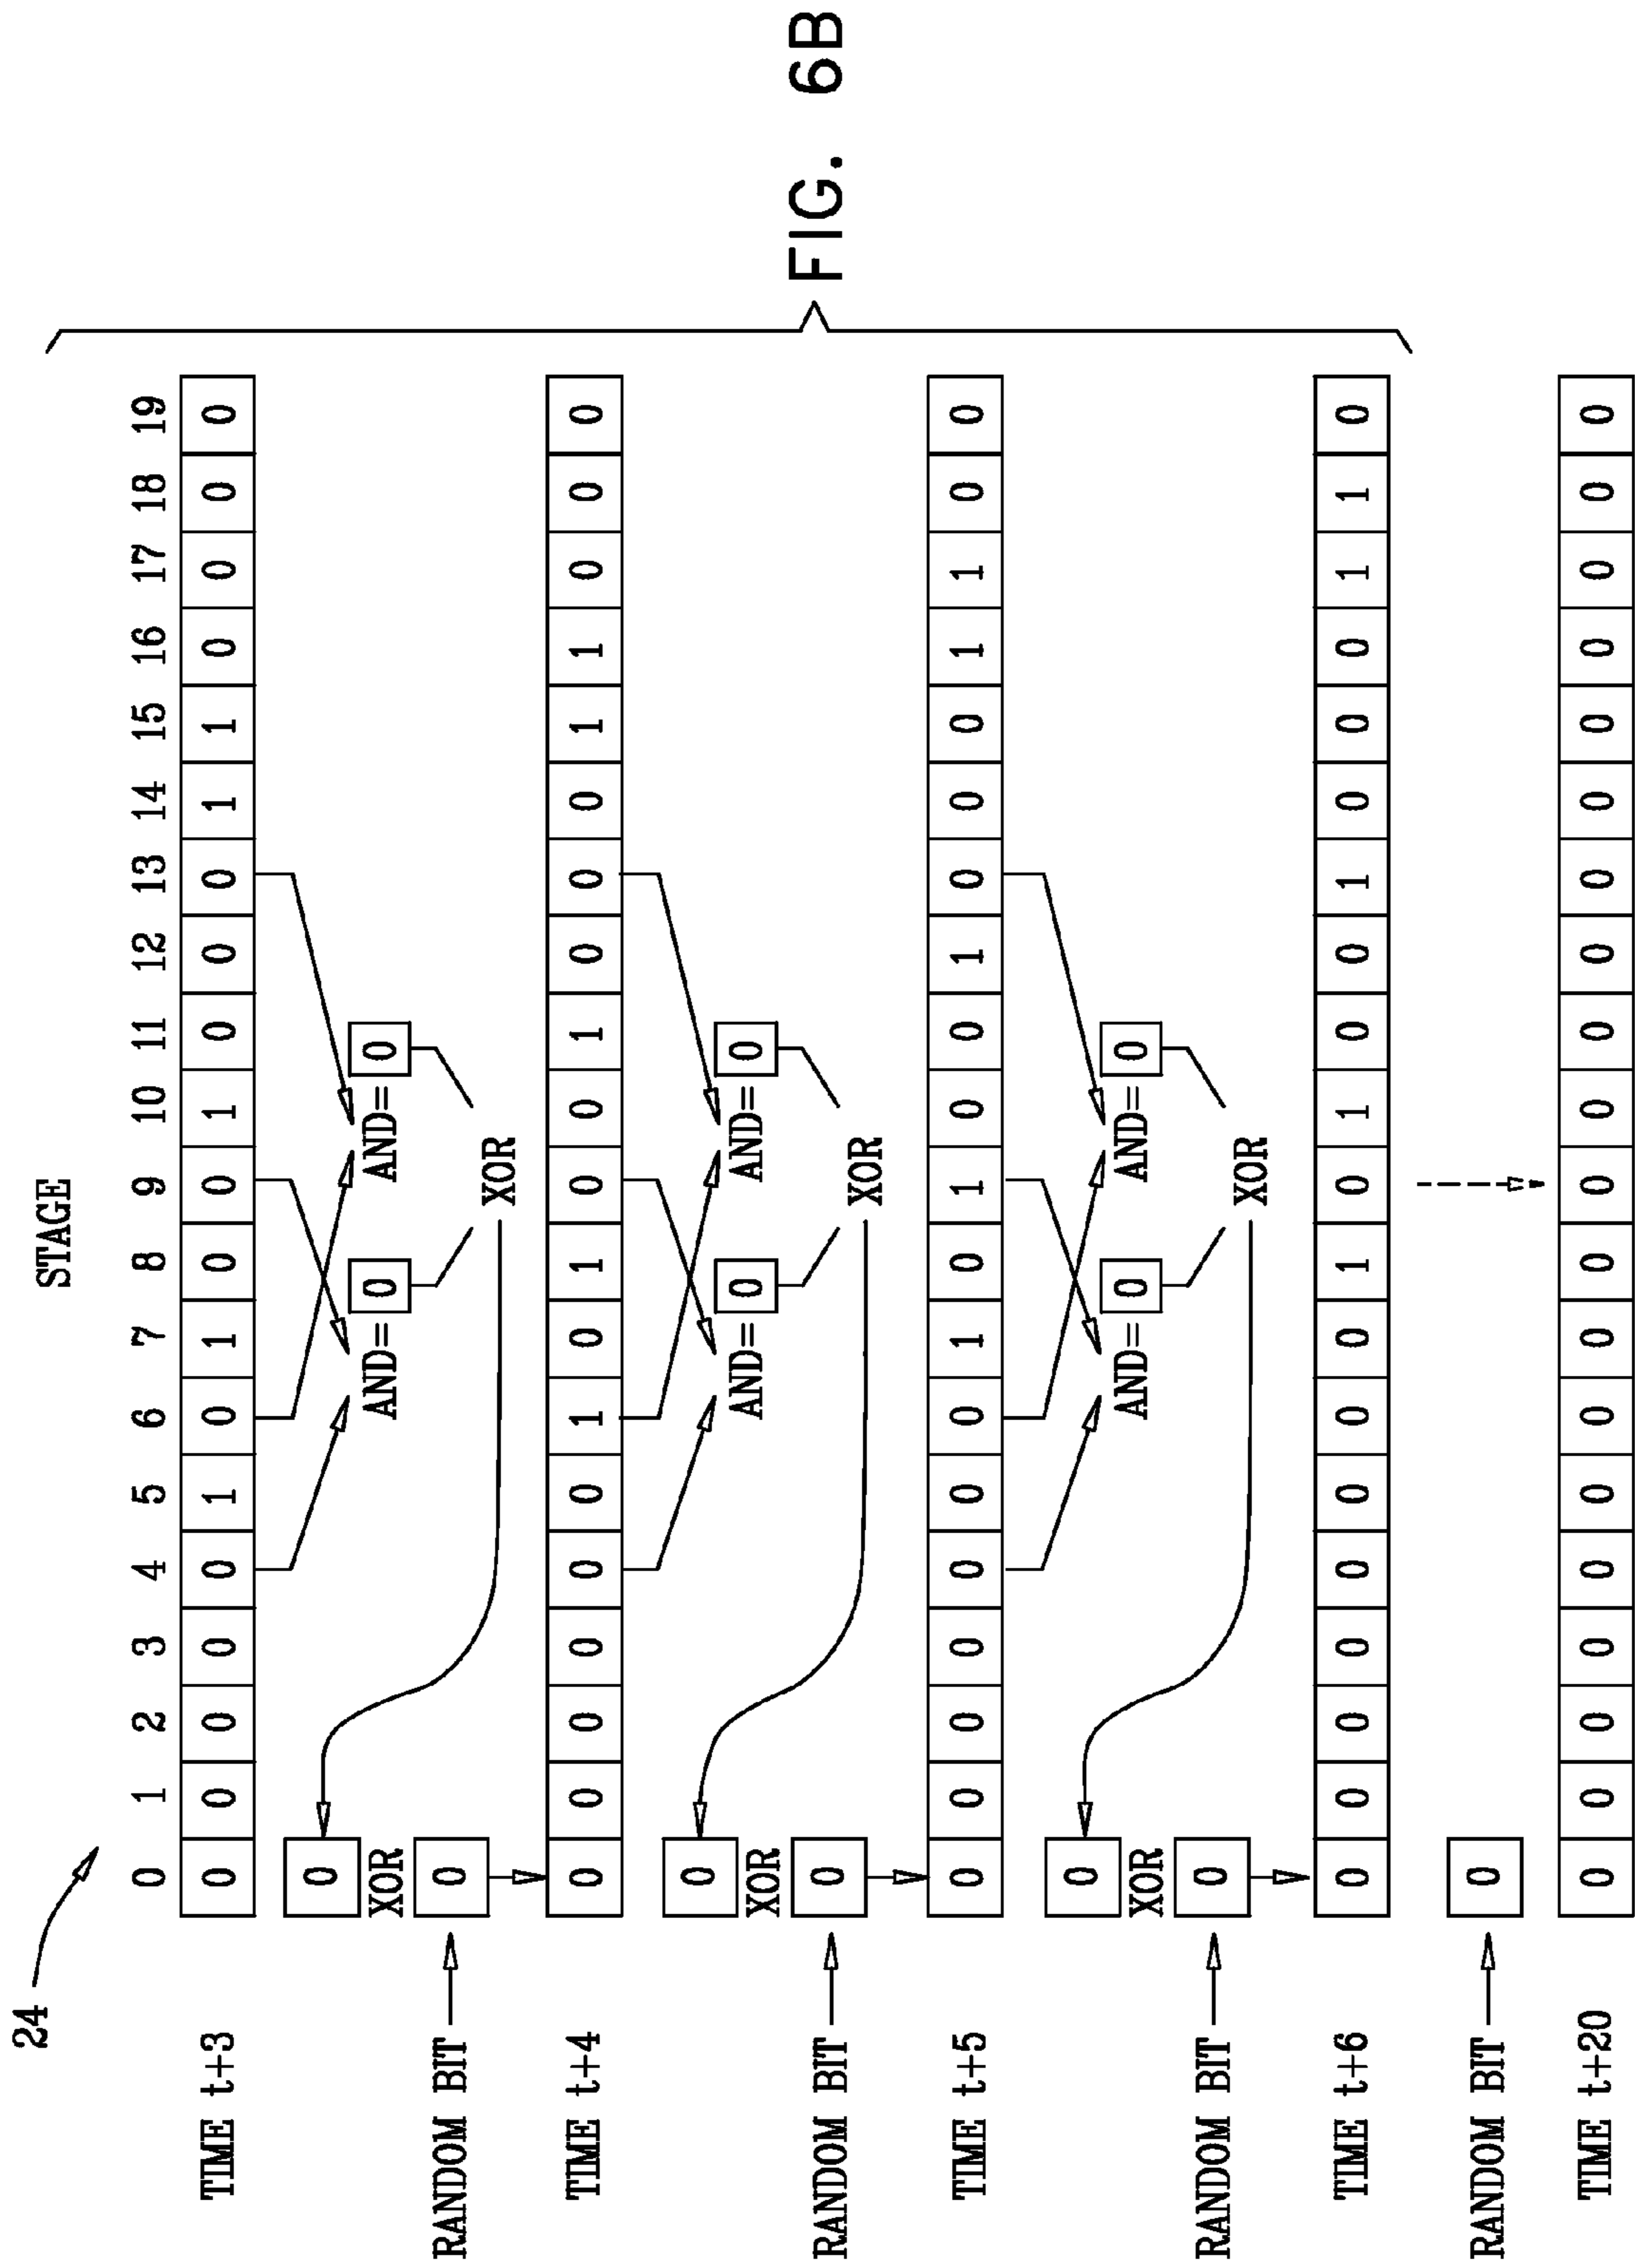 24
STAGE
0 1 2 3 4 5 6 7 8 9 10 11 12 13 14 15 16 17 18 19
TIME t+3 0 0 0 0 0 1 0 1 0 0 1 0 0 0 1 1 0 0 0 0
0
XOR AND= 0 AND= 0
RANDOM BIT 0
XOR
TIME t+4 0 0 0 0 0 0 1 0 1 0 0 1 0 0 0 1 1 0 0 0
0
XOR AND= 0 AND= 0
RANDOM BIT 0
XOR
TIME t+5 0 0 0 0 0 0 0 1 0 1 0 0 1 0 0 0 1 1 0 0
0
XOR AND= 0 AND= 0
RANDOM BIT 0
XOR
TIME t+6 0 0 0 0 0 0 0 0 1 0 1 0 0 1 0 0 0 1 1 0
RANDOM BIT 0
TIME t+20 0 0 0 0 0 0 0 0 0 0 0 0 0 0 0 0 0 0 0 0
FIG. 6B